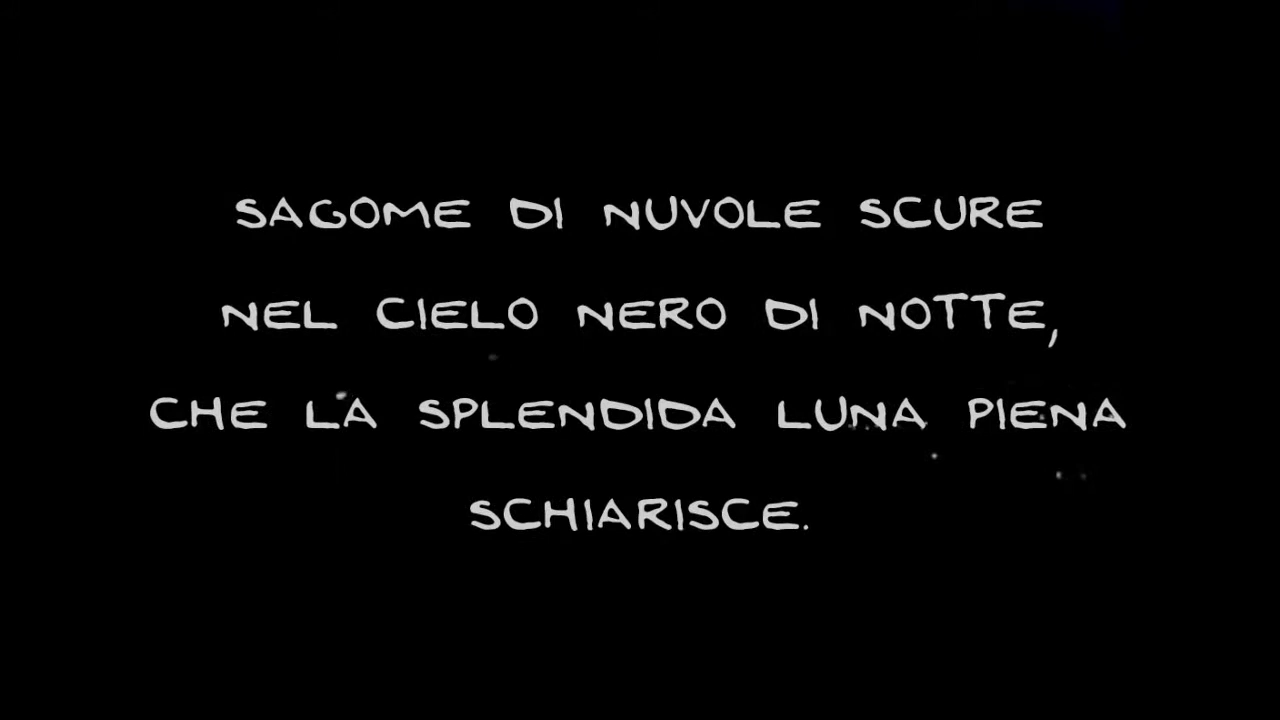 SAGOME DI NUVOLE SCURE
NEL CIELO NERO DI NOTTE,
CHE LA SPLENDIDA LUNA PIENA
SCHIARISCE.